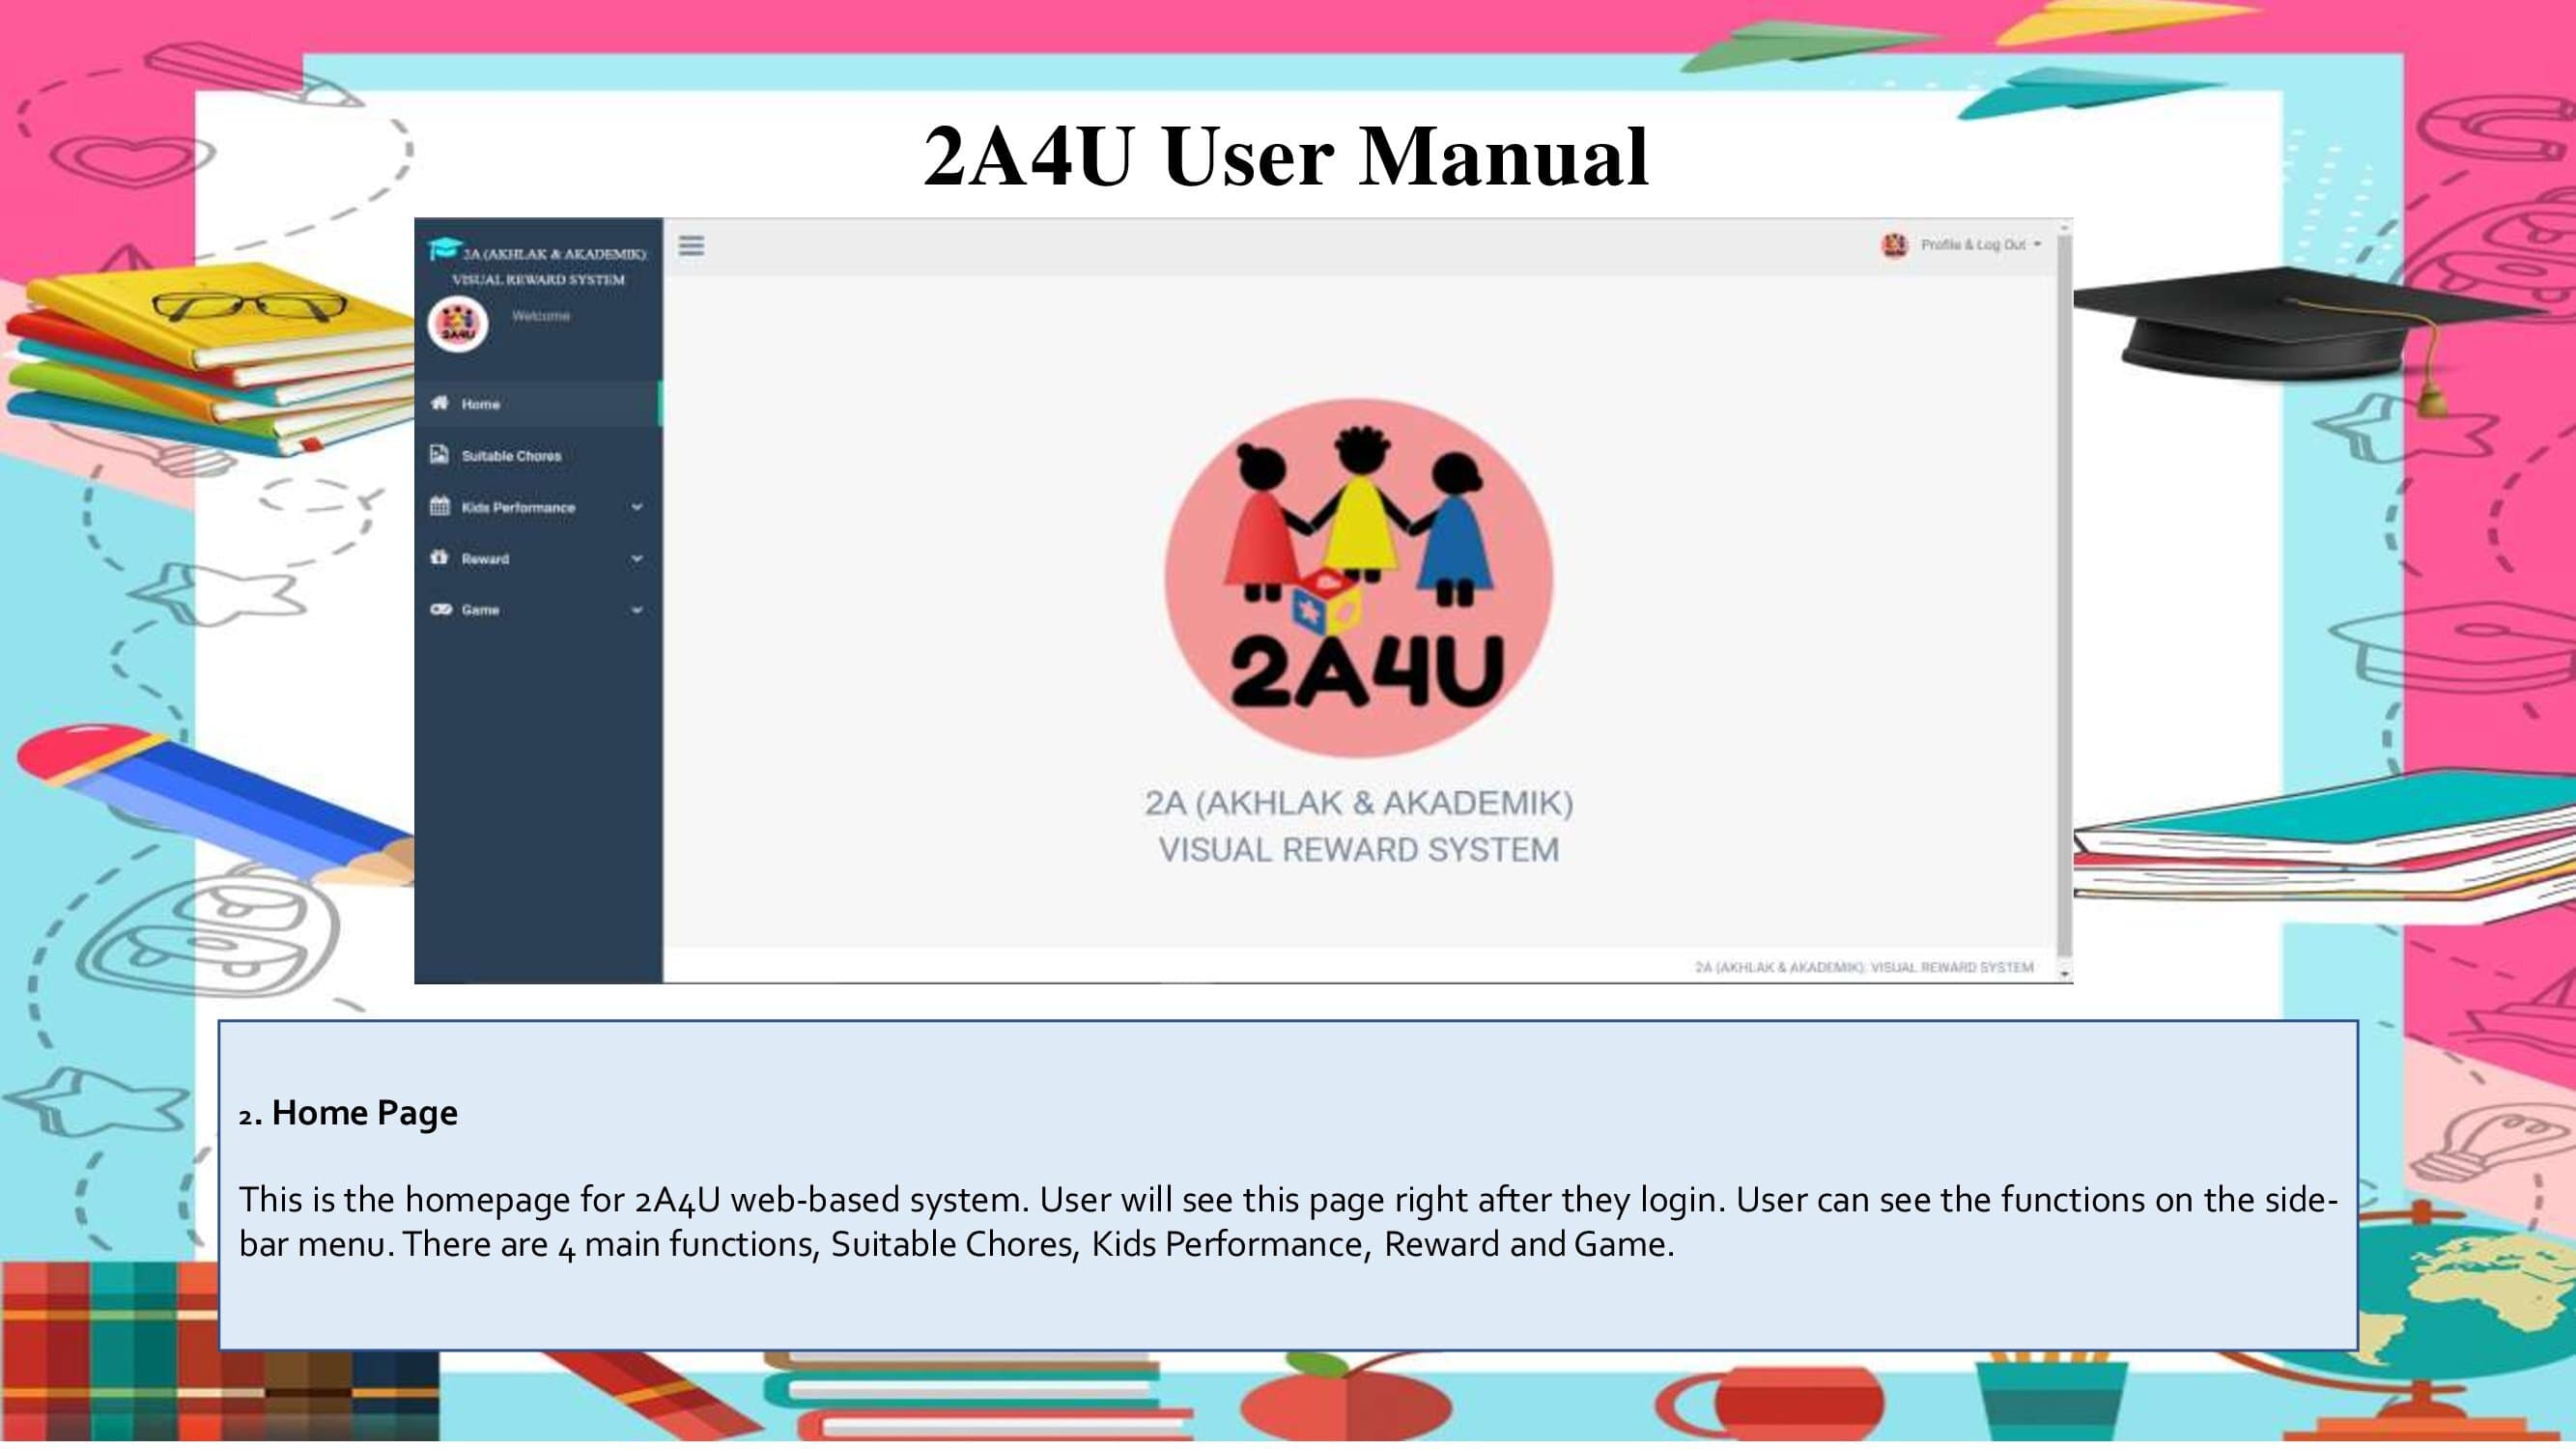 2A4U User Manual
2A (AKHLAK & AKADEMIK):
VISUAL REWARD SYSTEM
2A4U
Welcome
Profile & Log Out
Home
Suitable Chores
Kids Performance
Reward
Game
2A4U
2A (AKHLAK & AKADEMIK)
VISUAL REWARD SYSTEM
2A (AKHLAK & AKADEMIK): VISUAL REWARD SYSTEM
2. Home Page
This is the homepage for 2A4U web-based system. User will see this page right after they login. User can see the functions on the side-
bar menu. There are 4 main functions, Suitable Chores, Kids Performance, Reward and Game.